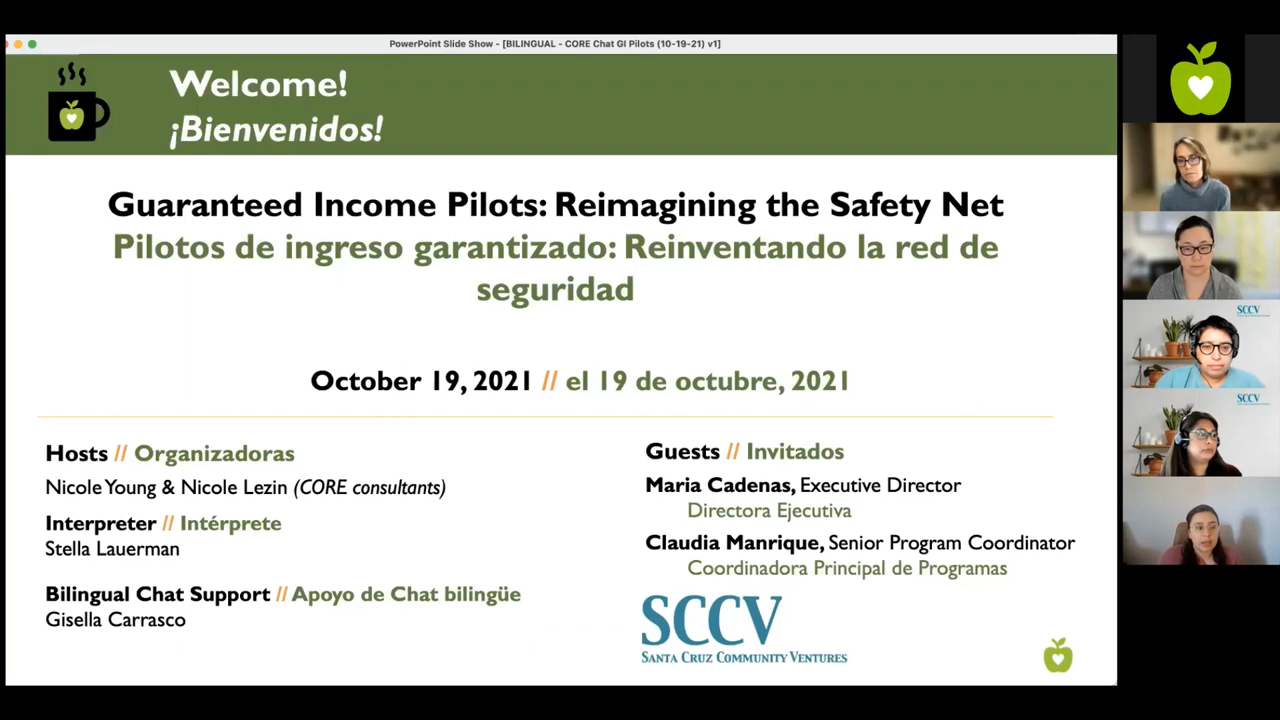 PowerPoint Slide Show - [BILINGUAL - CORE Chat GI Pilots (10-19-21) v1]
Welcome!
¡Bienvenidos!
Guaranteed Income Pilots: Reimagining the Safety Net
Pilotos de ingreso garantizado: Reinventando la red de
seguridad
October 19, 2021 // el 19 de octubre, 2021
Hosts // Organizadoras
Nicole Young & Nicole Lezin (CORE consultants)
Interpreter // Intérprete
Stella Lauerman
Bilingual Chat Support // Apoyo de Chat bilingüe
Gisella Carrasco
Guests // Invitados
Maria Cadenas, Executive Director
Directora Ejecutiva
Claudia Manrique, Senior Program Coordinator
Coordinadora Principal de Programas
SCCV
SANTA CRUZ COMMUNITY VENTURES
SCCV
SCCV